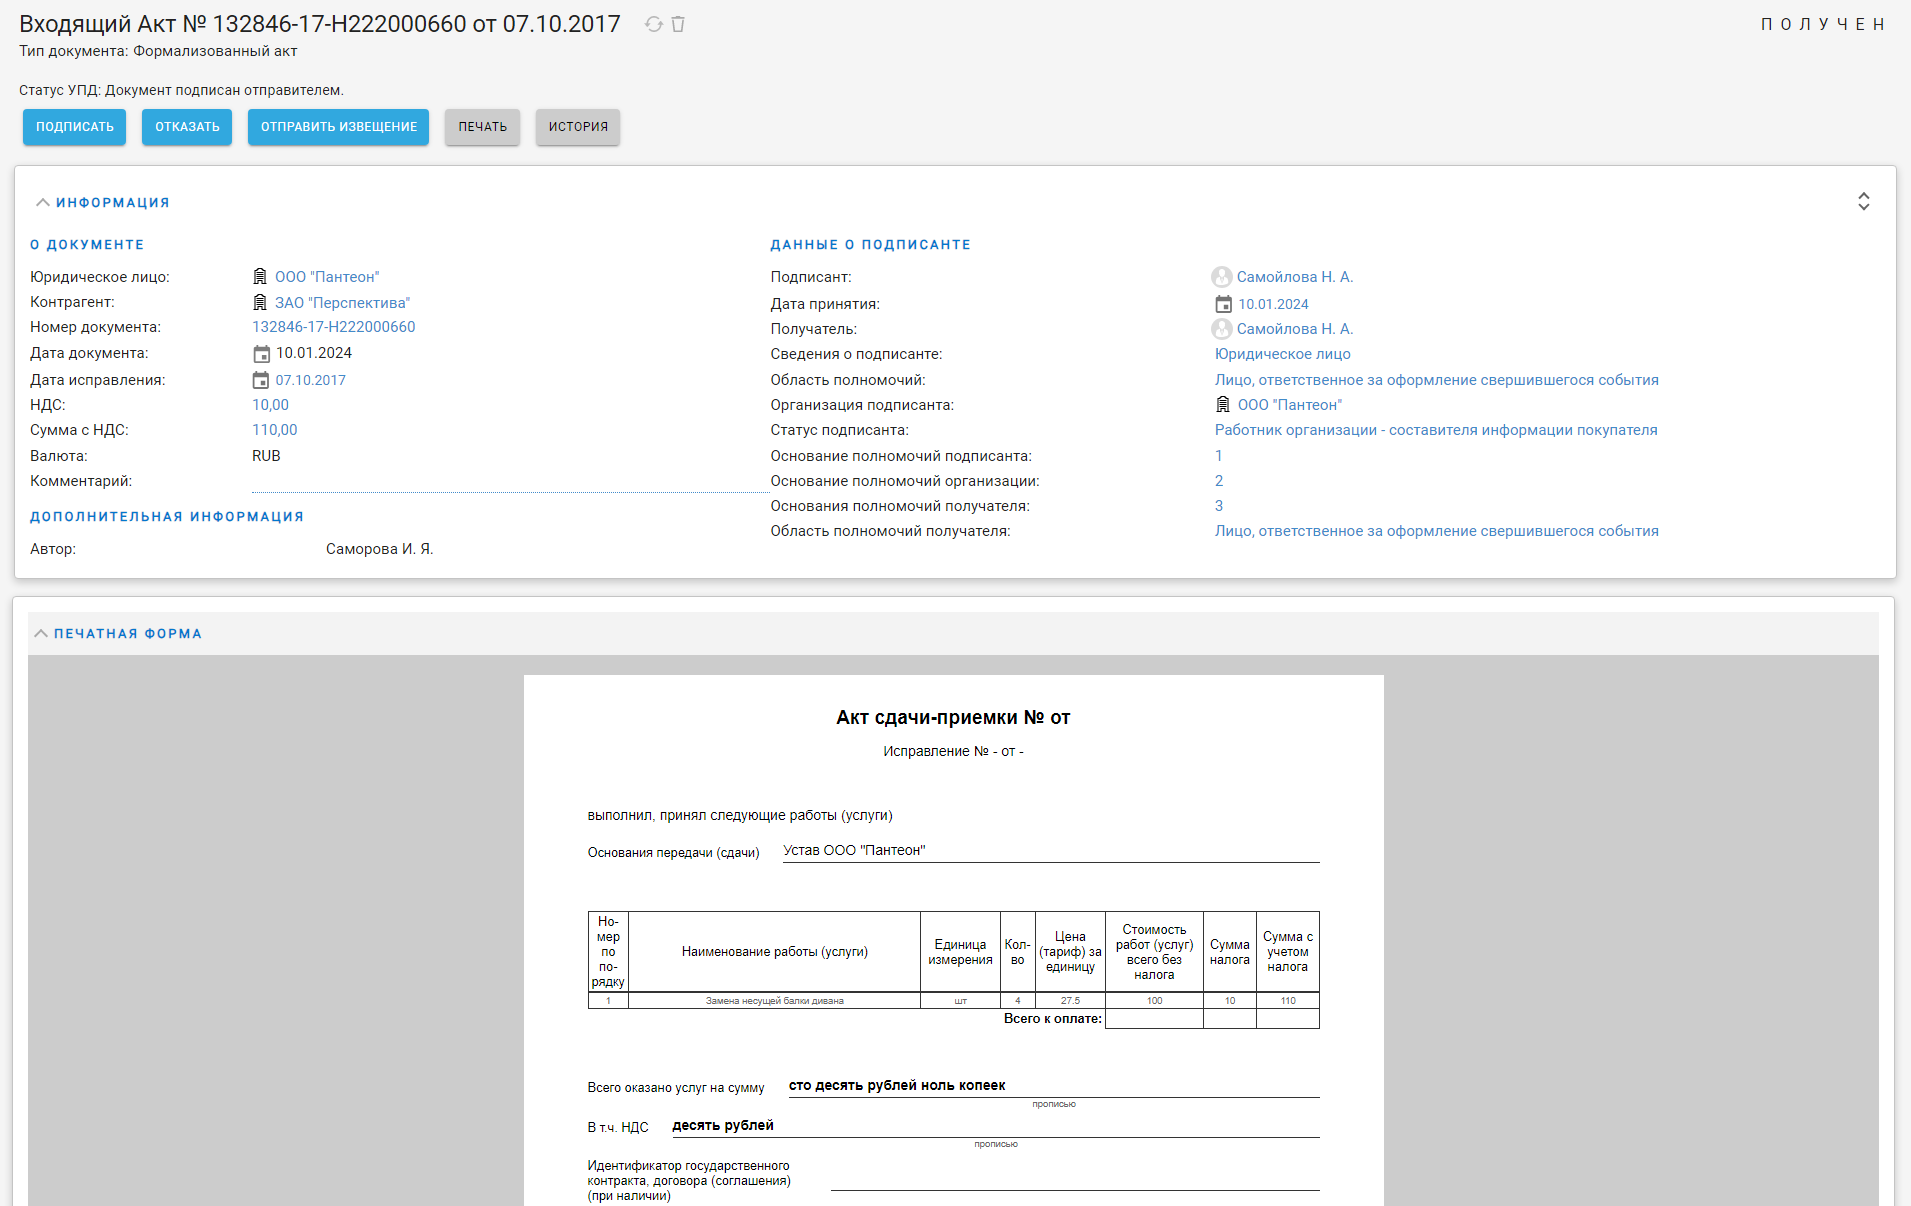 Входящий Акт № 132846-17-Н222000660 от 07.10.2017
ПОЛУЧЕН
Тип документа: Формализованный акт
Статус УПД: Документ подписан отправителем.
ПОДПИСАТЬ ОТКАЗАТЬ ОТПРАВИТЬ ИЗВЕЩЕНИЕ ПЕЧАТЬ ИСТОРИЯ
ИНФОРМАЦИЯ
О ДОКУМЕНТЕ
Юридическое лицо: ООО "Пантеон"
Контрагент: ЗАО "Перспектива"
Номер документа: 132846-17-Н222000660
Дата документа: 10.01.2024
Дата исправления: 07.10.2017
НДС: 10,00
Сумма с НДС: 110,00
Валюта: RUB
Комментарий:
ДОПОЛНИТЕЛЬНАЯ ИНФОРМАЦИЯ
Автор: Саморова И. Я.
ДАННЫЕ О ПОДПИСАНТЕ
Подписант: Самойлова Н. А.
Дата принятия: 10.01.2024
Получатель: Самойлова Н. А.
Сведения о подписанте: Юридическое лицо
Область полномочий: Лицо, ответственное за оформление свершившегося события
Организация подписанта: ООО "Пантеон"
Статус подписанта: Работник организации - составителя информации покупателя
Основание полномочий подписанта: 1
Основание полномочий организации: 2
Основания полномочий получателя: 3
Область полномочий получателя: Лицо, ответственное за оформление свершившегося события
ПЕЧАТНАЯ ФОРМА
Акт сдачи-приемки № от
Исправление № - от -
выполнил, принял следующие работы (услуги)
Основания передачи (сдачи) Устав ООО "Пантеон"
Но-
мер
по
по-
рядку
Наименование работы (услуги)
Единица
измерения
Кол-
во
Цена
(тариф) за
единицу
Стоимость
работ (услуг)
всего без
налога
Сумма
налога
Сумма с
учетом
налога
1 Замена несущей балки дивана шт 4 27.5 100 10 110
Всего к оплате:
Всего оказано услуг на сумму сто десять рублей ноль копеек
прописью
В т.ч. НДС десять рублей
прописью
Идентификатор государственного
контракта, договора (соглашения)
(при наличии)